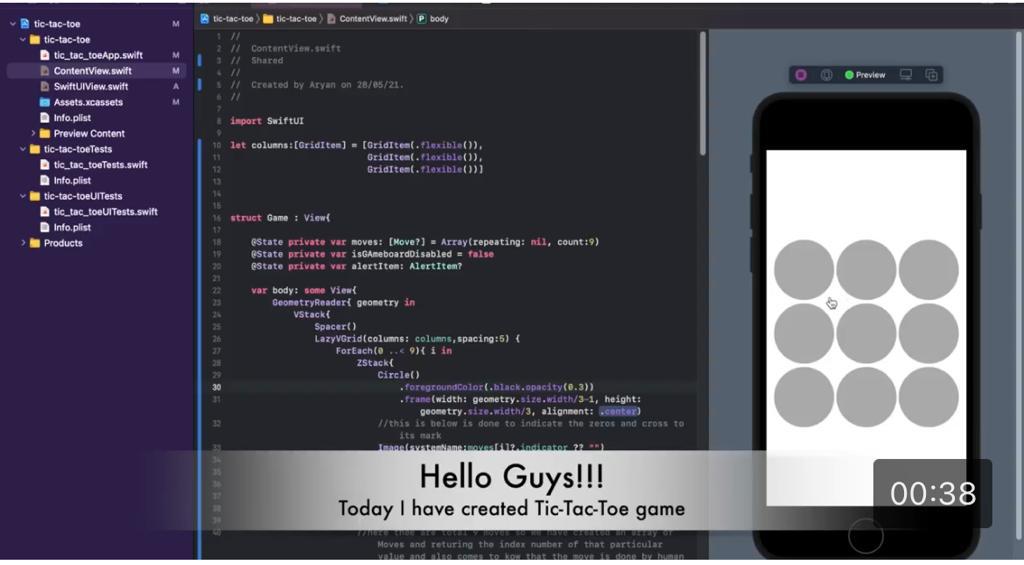 tic-tac-toe M
tic-tac-toe
tic_tac_toeApp.swift M
ContentView.swift M
SwiftUIView.swift A
Assets.xcassets M
Info.plist
Preview Content
tic-tac-toeTests
tic_tac_toeTests.swift
Info.plist
tic-tac-toeUITests
tic_tac_toeUITests.swift
Info.plist
Products
tic-tac-toe 〉 tic-tac-toe 〉 ContentView.swift 〉 P body
1 //
2 // ContentView.swift
3 // Shared
4 //
5 // Created by Aryan on 28/05/21.
6 //
7
8 import SwiftUI
9
10 let columns:[GridItem] = [GridItem(.flexible()),
11 GridItem(.flexible()),
12 GridItem(.flexible())]
13
14
15
16 struct Game : View{
17
18 @State private var moves: [Move?] = Array(repeating: nil, count:9)
19 @State private var isGAmeboardDisabled = false
20 @State private var alertItem: AlertItem?
21
22 var body: some View{
23 GeometryReader{ geometry in
24 VStack{
25 Spacer()
26 LazyVGrid(columns: columns,spacing:5) {
27 ForEach(0 ..< 9){ i in
28 ZStack{
29 Circle()
30 .foregroundColor(.black.opacity(0.3))
31 .frame(width: geometry.size.width/3-1, height:
geometry.size.width/3, alignment: .center)
32 //this is below is done to indicate the zeros and cross to
its mark
33 Image(systemName:moves[i]?.indicator ?? "")
Hello Guys!!!
Today I have created Tic-Tac-Toe game
40 //here thee are total 9 moves so we have created an array of
Moves and returing the index number of that particular
value and also comes to kow that the move is done by human
Preview
00:38